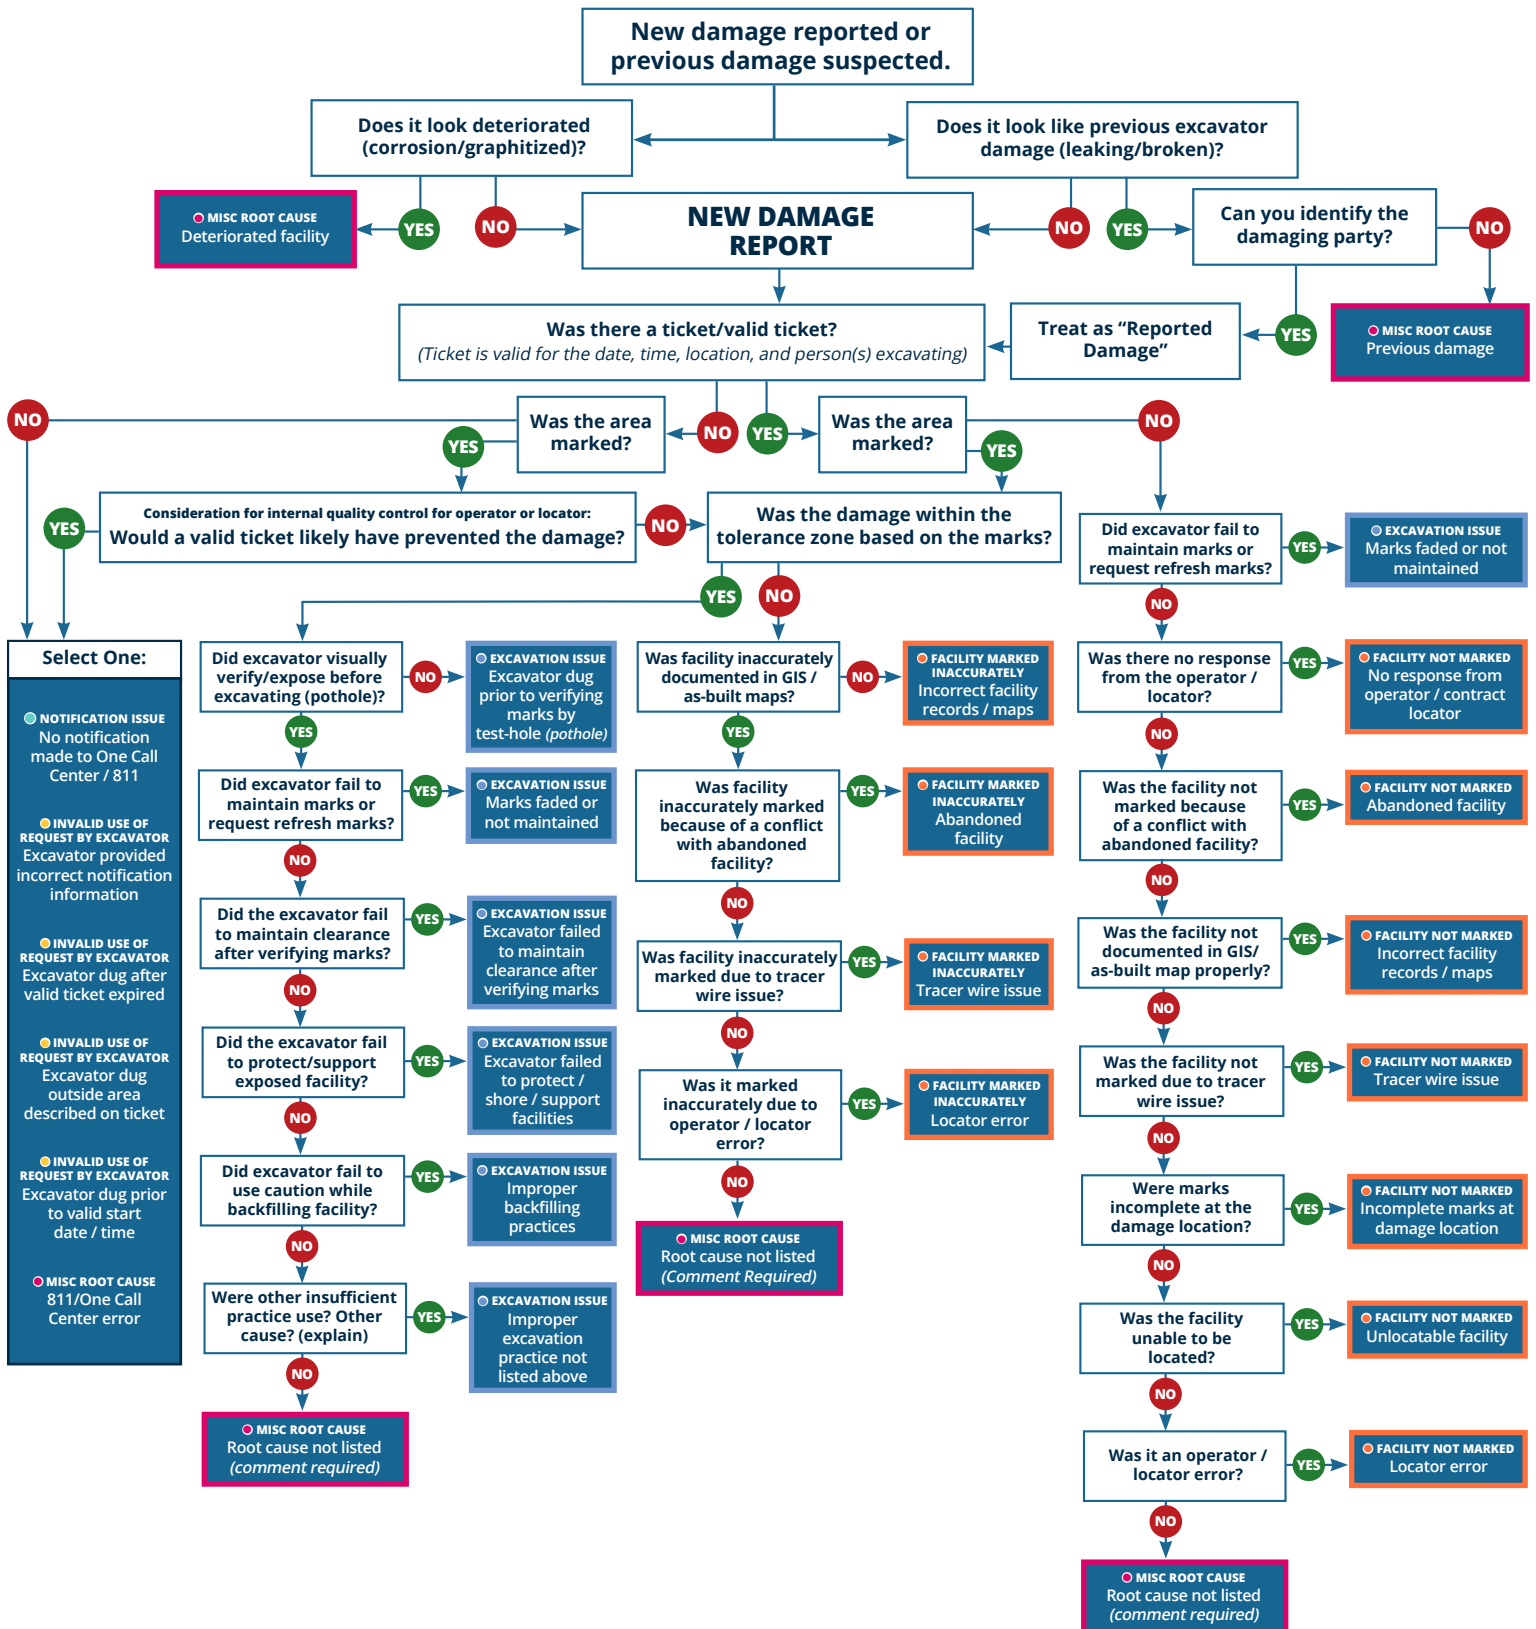 New damage reported or
previous damage suspected.
Does it look deteriorated
(corrosion/graphitized)?
Does it look like previous excavator
damage (leaking/broken)?
MISC ROOT CAUSE
Deteriorated facility
YES
NO
NEW DAMAGE
REPORT
NO
YES
Can you identify the
damaging party?
NO
Was there a ticket/valid ticket?
(Ticket is valid for the date, time, location, and person(s) excavating)
Treat as “Reported
Damage”
YES
MISC ROOT CAUSE
Previous damage
NO
YES
Was the area
marked?
NO
YES
Was the area
marked?
YES
NO
YES
Consideration for internal quality control for operator or locator:
Would a valid ticket likely have prevented the damage?
NO
Was the damage within the
tolerance zone based on the marks?
YES
NO
Select One:
NOTIFICATION ISSUE
No notification
made to One Call
Center / 811
INVALID USE OF
REQUEST BY EXCAVATOR
Excavator provided
incorrect notification
information
INVALID USE OF
REQUEST BY EXCAVATOR
Excavator dug after
valid ticket expired
INVALID USE OF
REQUEST BY EXCAVATOR
Excavator dug
outside area
described on ticket
INVALID USE OF
REQUEST BY EXCAVATOR
Excavator dug prior
to valid start
date / time
MISC ROOT CAUSE
811/One Call
Center error
Did excavator visually
verify/expose before
excavating (pothole)?
NO
EXCAVATION ISSUE
Excavator dug
prior to verifying
marks by
test-hole (pothole)
YES
Did excavator fail to
maintain marks or
request refresh marks?
YES
EXCAVATION ISSUE
Marks faded or
not maintained
NO
Did the excavator fail
to maintain clearance
after verifying marks?
YES
EXCAVATION ISSUE
Excavator failed
to maintain
clearance after
verifying marks
NO
Did the excavator fail
to protect/support
exposed facility?
YES
EXCAVATION ISSUE
Excavator failed
to protect /
shore / support
facilities
NO
Did excavator fail to
use caution while
backfilling facility?
YES
EXCAVATION ISSUE
Improper
backfilling
practices
NO
Were other insufficient
practice use? Other
cause? (explain)
YES
EXCAVATION ISSUE
Improper
excavation
practice not
listed above
NO
MISC ROOT CAUSE
Root cause not listed
(comment required)
Was facility inaccurately
documented in GIS /
as-built maps?
NO
FACILITY MARKED
INACCURATELY
Incorrect facility
records / maps
YES
Was facility
inaccurately marked
because of a conflict
with abandoned
facility?
YES
FACILITY MARKED
INACCURATELY
Abandoned
facility
NO
Was facility inaccurately
marked due to tracer
wire issue?
YES
FACILITY MARKED
INACCURATELY
Tracer wire issue
NO
Was it marked
inaccurately due to
operator / locator
error?
YES
FACILITY MARKED
INACCURATELY
Locator error
NO
MISC ROOT CAUSE
Root cause not listed
(Comment Required)
Did excavator fail to
maintain marks or
request refresh marks?
YES
EXCAVATION ISSUE
Marks faded or not
maintained
NO
Was there no response
from the operator /
locator?
YES
FACILITY NOT MARKED
No response from
operator / contract
locator
NO
Was the facility not
marked because
of a conflict with
abandoned facility?
YES
FACILITY NOT MARKED
Abandoned facility
NO
Was the facility not
documented in GIS/
as-built map properly?
YES
FACILITY NOT MARKED
Incorrect facility
records / maps
NO
Was the facility not
marked due to tracer
wire issue?
YES
FACILITY NOT MARKED
Tracer wire issue
NO
Were marks
incomplete at the
damage location?
YES
FACILITY NOT MARKED
Incomplete marks at
damage location
NO
Was the facility
unable to be
located?
YES
FACILITY NOT MARKED
Unlocatable facility
NO
Was it an operator /
locator error?
YES
FACILITY NOT MARKED
Locator error
NO
MISC ROOT CAUSE
Root cause not listed
(comment required)